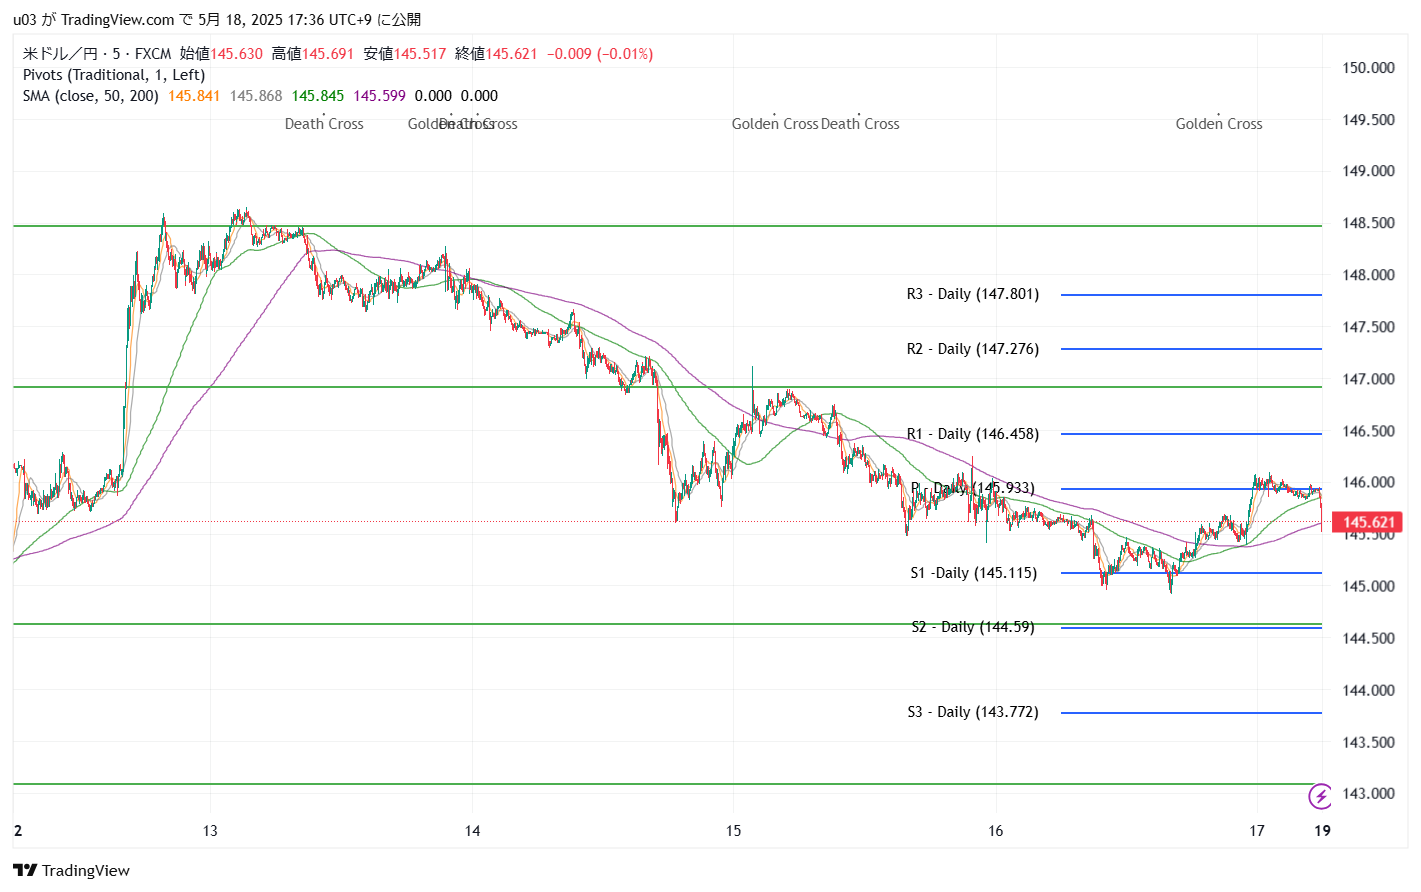 u03 が TradingView.com で 5月 18, 2025 17:36 UTC+9 に公開
米ドル／円 · 5 · FXCM 始値145.630 高値145.691 安値145.517 終値145.621 −0.009 (−0.01%)
Pivots (Traditional, 1, Left)
SMA (close, 50, 200) 145.841 145.868 145.845 145.599 0.000 0.000
Death Cross
Golden Cross
Death Cross
Golden Cross
Death Cross
Golden Cross
150.000
149.500
149.000
148.500
148.000
147.500
147.000
146.500
146.000
145.621
145.500
145.000
144.500
144.000
143.500
143.000
R3 - Daily (147.801)
R2 - Daily (147.276)
R1 - Daily (146.458)
P - Daily (145.933)
S1 -Daily (145.115)
S2 - Daily (144.59)
S3 - Daily (143.772)
2 13 14 15 16 17 19
TradingView